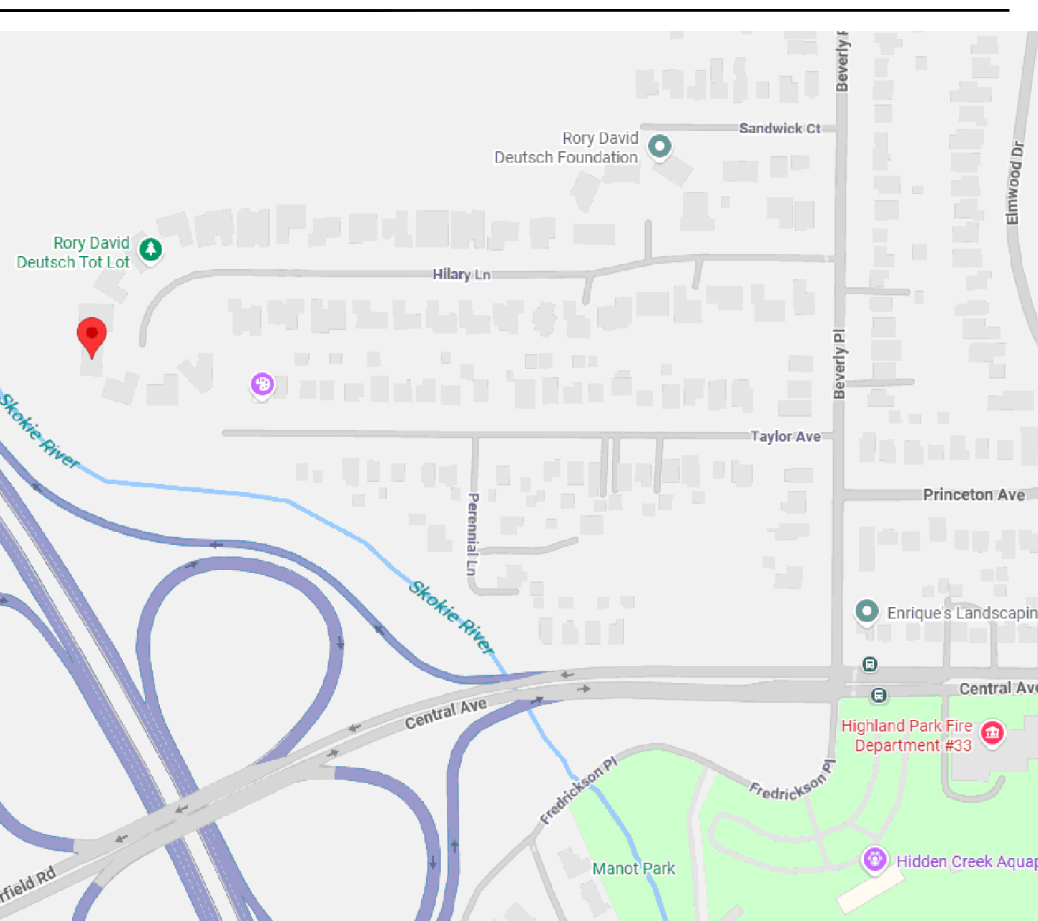 Beverly P
Sandwick Ct
Rory David
Deutsch Foundation
Elmwood Dr
Rory David
Deutsch Tot Lot
Hilary Ln
Beverly Pl
Skokie River
Taylor Ave
Princeton Ave
Perennial Ln
Skokie River
Enrique's Landscapin
Central Ave
Central Ave
Highland Park Fire
Department #33
Fredrickson Pl
Fredrickson Pl
Manot Park
Hidden Creek Aquap
rfield Rd